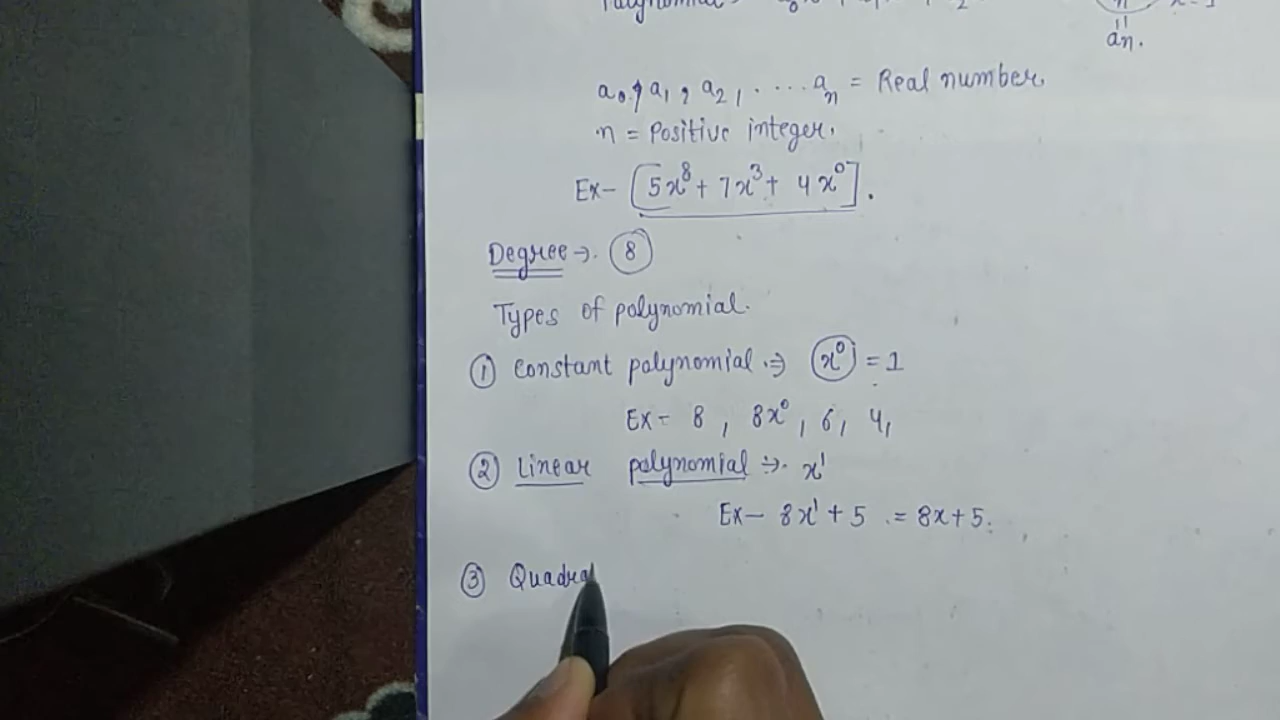 an.
a0, a1, a2, .....an = Real number.
n = Positive integer.
Ex- [5x⁸ + 7x³ + 4x⁰].
Degree → 8
Types of polynomial.
① Constant polynomial ⇒ x⁰ = 1
Ex- 8, 8x⁰, 6, 4,
② Linear polynomial ⇒ x¹
Ex- 8x¹ + 5 = 8x+5.
③ Quadra